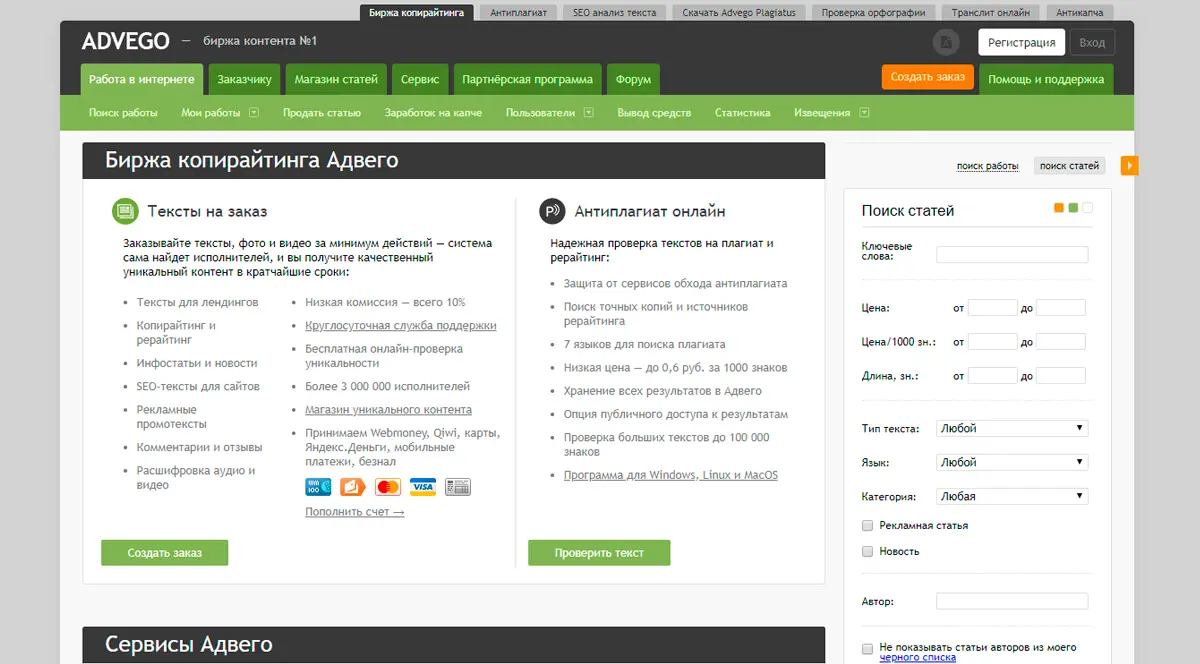 Биржа копирайтинга
Антиплагиат
SEO анализ текста
Скачать Advego Plagiatus
Проверка орфографии
Транслит онлайн
Антикапча
ADVEGO — биржа контента №1
Регистрация
Вход
Работа в интернете
Заказчику
Магазин статей
Сервис
Партнёрская программа
Форум
Создать заказ
Помощь и поддержка
Поиск работы
Мои работы
Продать статью
Заработок на капче
Пользователи
Вывод средств
Статистика
Извещения
Биржа копирайтинга Адвего
Тексты на заказ
Заказывайте тексты, фото и видео за минимум действий — система
сама найдет исполнителей, и вы получите качественный
уникальный контент в кратчайшие сроки:
Тексты для лендингов
Копирайтинг и
рерайтинг
Инфостатьи и новости
SEO-тексты для сайтов
Рекламные
промотексты
Комментарии и отзывы
Расшифровка аудио и
видео
Низкая комиссия — всего 10%
Круглосуточная служба поддержки
Бесплатная онлайн-проверка
уникальности
Более 3 000 000 исполнителей
Магазин уникального контента
Принимаем Webmoney, Qiwi, карты,
Яндекс.Деньги, мобильные
платежи, безнал
VISA
Пополнить счет →
Создать заказ
Антиплагиат онлайн
Надежная проверка текстов на плагиат и
рерайтинг:
Защита от сервисов обхода антиплагиата
Поиск точных копий и источников
рерайтинга
7 языков для поиска плагиата
Низкая цена — до 0,6 руб. за 1000 знаков
Хранение всех результатов в Адвего
Опция публичного доступа к результатам
Проверка больших текстов до 100 000
знаков
Программа для Windows, Linux и MacOS
Проверить текст
Сервисы Адвего
поиск работы
поиск статей
Поиск статей
Ключевые
слова:
Цена: от до
Цена/1000 зн.: от до
Длина, зн.: от до
Тип текста: Любой
Язык: Любой
Категория: Любая
Рекламная статья
Новость
Автор:
Не показывать статьи авторов из моего
черного списка